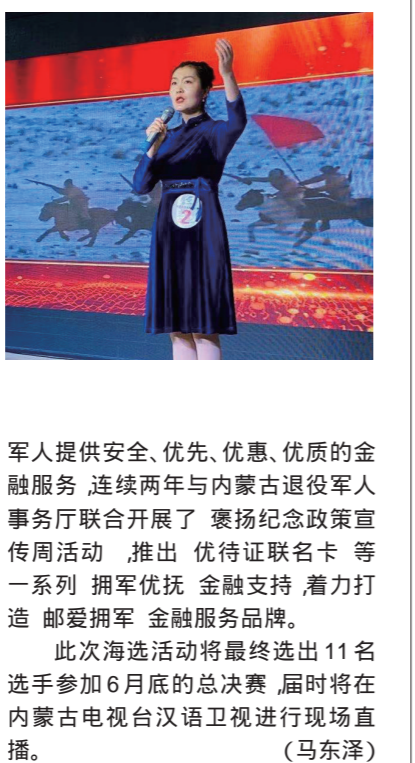 2
军人提供安全、优先、优惠、优质的金
融服务 ,连续两年与内蒙古退役军人
事务厅联合开展了 褒扬纪念政策宣
传周活动 ,推出 优待证联名卡 等
一系列 拥军优抚 金融支持 ,着力打
造 邮爱拥军 金融服务品牌。
此次海选活动将最终选出 11 名
选手参加6月底的总决赛 ,届时将在
内蒙古电视台汉语卫视进行现场直
播。 (马东泽)